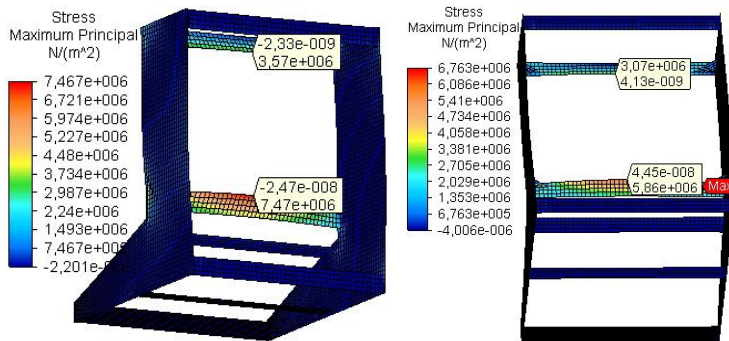 Stress
Maximum Principal
N/(m^2)
7,467e+006
6,721e+006
5,974e+006
5,227e+006
4,48e+006
3,734e+006
2,987e+006
2,24e+006
1,493e+006
7,467e+00
-2,201e-
-2,33e-009
3,57e+006
-2,47e-008
7,47e+006
Stress
Maximum Principal
N/(m^2)
6,763e+006
6,086e+006
5,41e+006
4,734e+006
4,058e+006
3,381e+006
2,705e+006
2,029e+006
1,353e+006
6,763e+005
-4,006e-006
3,07e+006
4,13e-009
4,45e-008
5,86e+006
Max